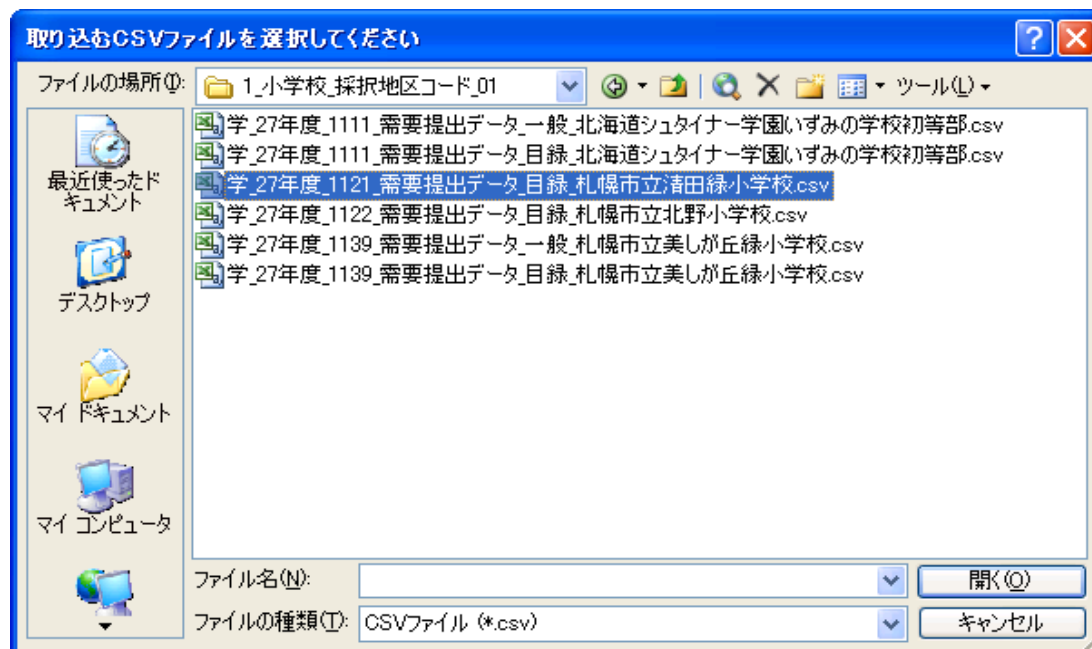 取り込むCSVファイルを選択してください
ファイルの場所(I): 1_小学校_採択地区コード_01 ツール(L)
学_27年度_1111_需要提出データ_一般_北海道シュタイナー学園いずみの学校初等部.csv
学_27年度_1111_需要提出データ_目録_北海道シュタイナー学園いずみの学校初等部.csv
学_27年度_1121_需要提出データ_目録_札幌市立清田緑小学校.csv
学_27年度_1122_需要提出データ_目録_札幌市立北野小学校.csv
学_27年度_1139_需要提出データ_一般_札幌市立美しが丘緑小学校.csv
学_27年度_1139_需要提出データ_目録_札幌市立美しが丘緑小学校.csv
最近使ったド
キュメント
デスクトップ
マイ ドキュメント
マイ コンピュータ
ファイル名(N): 開く(O)
ファイルの種類(T): CSVファイル (*.csv) キャンセル